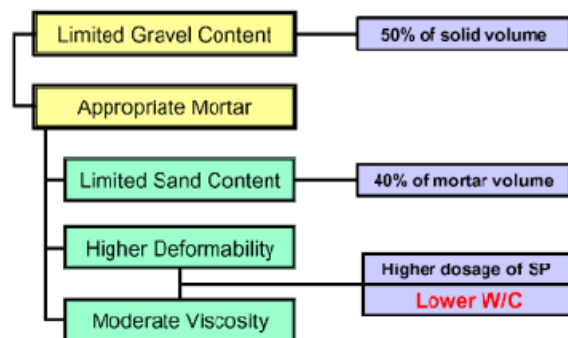 Limited Gravel Content
50% of solid volume
Appropriate Mortar
Limited Sand Content
40% of mortar volume
Higher Deformability
Higher dosage of SP
Lower W/C
Moderate Viscosity